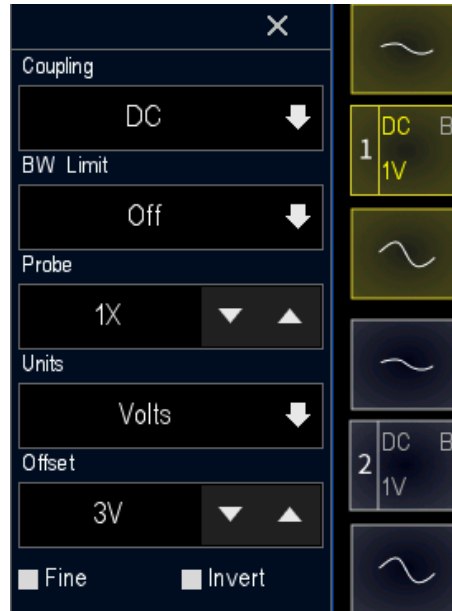 Coupling
DC
BW Limit
Off
Probe
1X
Units
Volts
Offset
3V
Fine
Invert
1
DC B
1V
2
DC B
1V